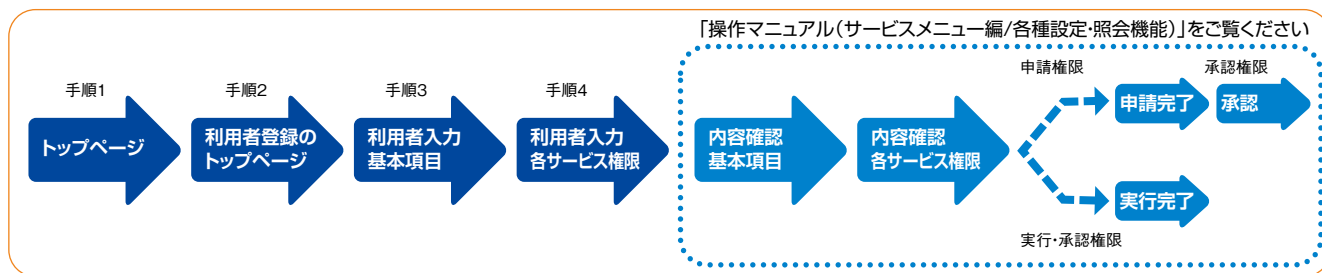 「操作マニュアル(サービスメニュー編/各種設定・照会機能)」をご覧ください
手順1
トップページ
手順2
利用者登録の
トップページ
手順3
利用者入力
基本項目
手順4
利用者入力
各サービス権限
内容確認
基本項目
内容確認
各サービス権限
申請権限
申請完了
承認権限
承認
実行完了
実行・承認権限